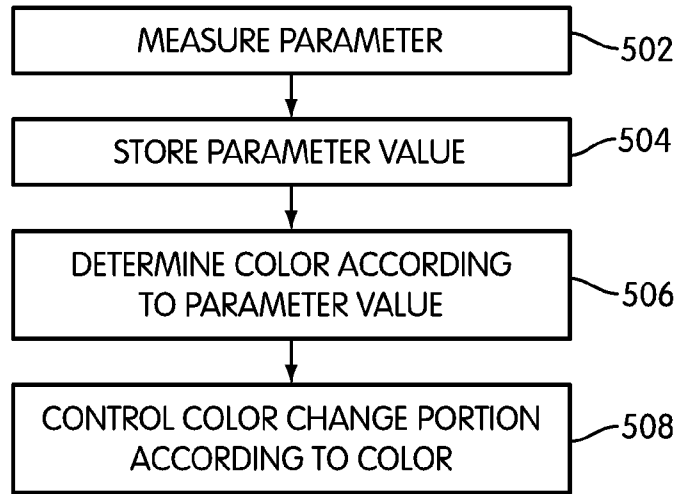 MEASURE PARAMETER
502
STORE PARAMETER VALUE
504
DETERMINE COLOR ACCORDING
TO PARAMETER VALUE
506
CONTROL COLOR CHANGE PORTION
ACCORDING TO COLOR
508